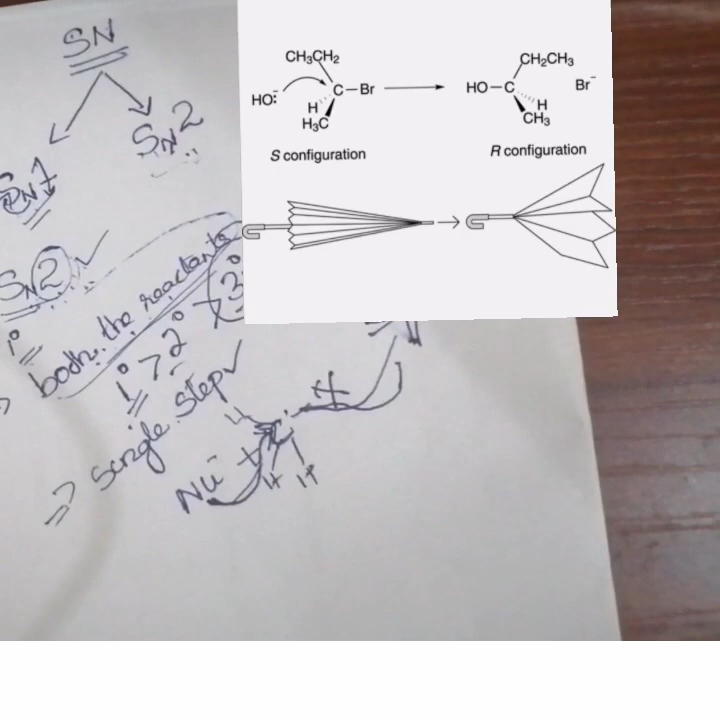 SN
SN1
SN2
SN2
1°
both the reactants
1° > 2° > 3°
⇒ single step
Nu⁻
H H
CH₃CH₂
HO:⁻
C–Br
H
H₃C
S configuration
CH₂CH₃
HO–C
Br⁻
H
CH₃
R configuration